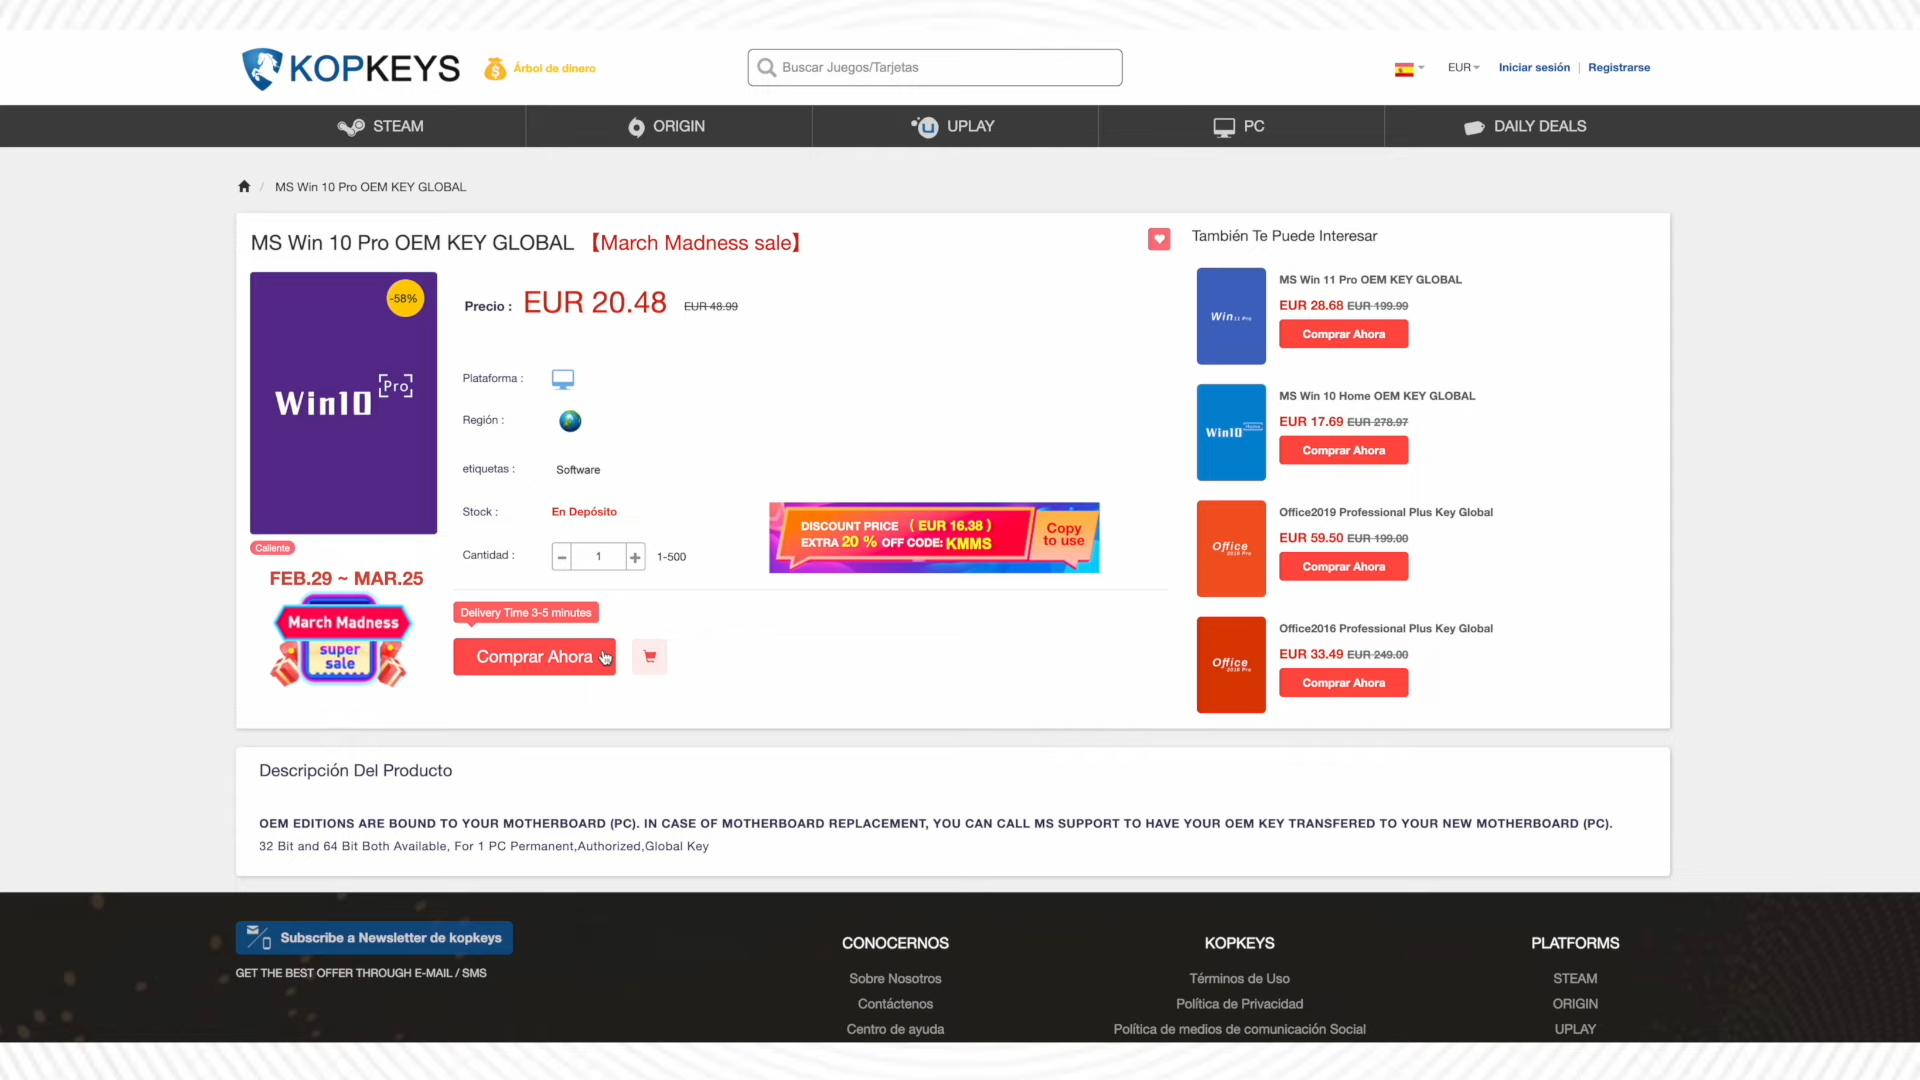 KOPKEYS
Árbol de dinero
Buscar Juegos/Tarjetas
EUR
Iniciar sesión | Registrarse
STEAM
ORIGIN
UPLAY
PC
DAILY DEALS
/ MS Win 10 Pro OEM KEY GLOBAL
MS Win 10 Pro OEM KEY GLOBAL 【March Madness sale】
-58%
Win10 Pro
Caliente
FEB.29 ~ MAR.25
March Madness
super
sale
Precio : EUR 20.48 EUR 48.99
Plataforma :
Región :
etiquetas : Software
Stock : En Depósito
Cantidad : - 1 + 1-500
DISCOUNT PRICE ( EUR 16.38 )
EXTRA 20 % OFF CODE: KMMS
Copy
to use
Delivery Time 3-5 minutes
Comprar Ahora
También Te Puede Interesar
Win 11 Pro
MS Win 11 Pro OEM KEY GLOBAL
EUR 28.68 EUR 199.99
Comprar Ahora
Win10 Home
MS Win 10 Home OEM KEY GLOBAL
EUR 17.69 EUR 278.97
Comprar Ahora
Office
Office2019 Professional Plus Key Global
EUR 59.50 EUR 199.00
Comprar Ahora
Office
Office2016 Professional Plus Key Global
EUR 33.49 EUR 249.00
Comprar Ahora
Descripción Del Producto
OEM EDITIONS ARE BOUND TO YOUR MOTHERBOARD (PC). IN CASE OF MOTHERBOARD REPLACEMENT, YOU CAN CALL MS SUPPORT TO HAVE YOUR OEM KEY TRANSFERED TO YOUR NEW MOTHERBOARD (PC).
32 Bit and 64 Bit Both Available, For 1 PC Permanent,Authorized,Global Key
Subscribe a Newsletter de kopkeys
GET THE BEST OFFER THROUGH E-MAIL / SMS
CONOCERNOS
Sobre Nosotros
Contáctenos
Centro de ayuda
KOPKEYS
Términos de Uso
Política de Privacidad
Política de medios de comunicación Social
PLATFORMS
STEAM
ORIGIN
UPLAY